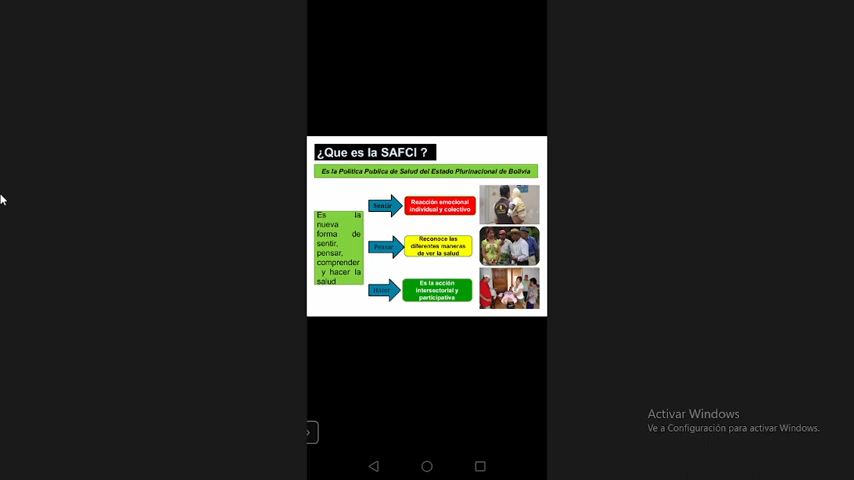 ¿Que es la SAFCI ?
Es la Política Publica de Salud del Estado Plurinacional de Bolivia
Es la
nueva
forma de
sentir,
pensar,
comprender
y hacer la
salud
Sentir
Reacción emocional
individual y colectivo
Pensar
Reconoce las
diferentes maneras
de ver la salud
Hacer
Es la acción
intersectorial y
participativa
Activar Windows
Ve a Configuración para activar Windows.